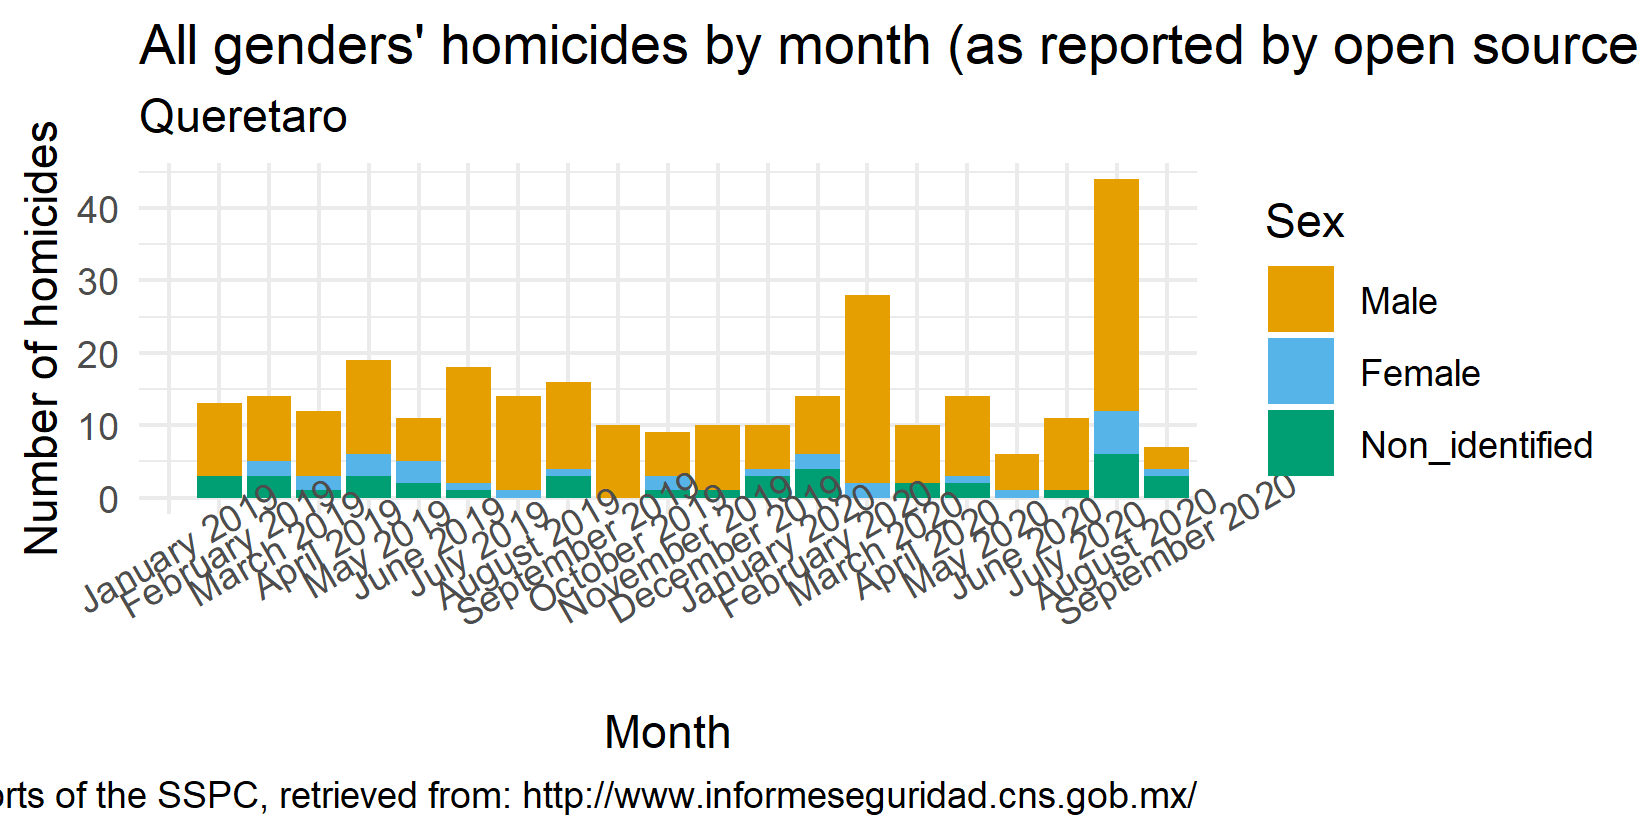 All genders' homicides by month (as reported by open source
Queretaro
Number of homicides
40
30
20
10
0
January 2019
February 2019
March 2019
April 2019
May 2019
June 2019
July 2019
August 2019
September 2019
October 2019
November 2019
December 2019
January 2020
February 2020
March 2020
April 2020
May 2020
June 2020
July 2020
August 2020
September 2020
Month
Sex
Male
Female
Non_identified
orts of the SSPC, retrieved from: http://www.informeseguridad.cns.gob.mx/